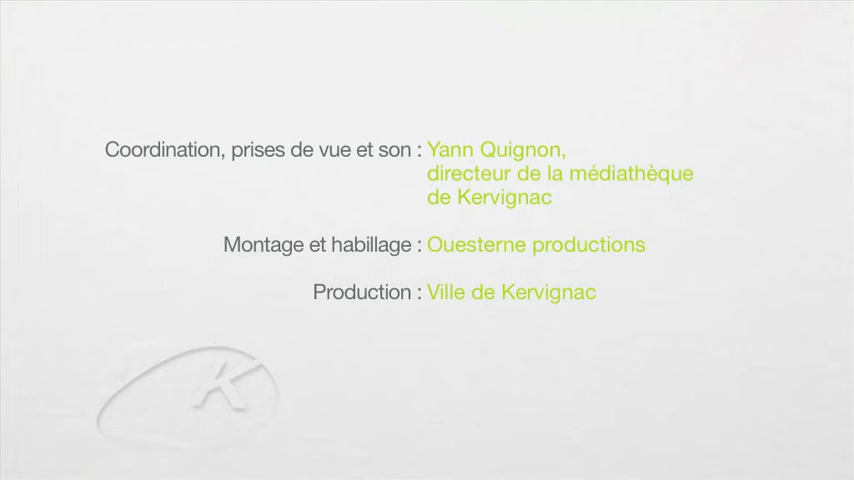 Coordination, prises de vue et son : Yann Quignon,
directeur de la médiathèque
de Kervignac
Montage et habillage : Ouesterne productions
Production : Ville de Kervignac
K